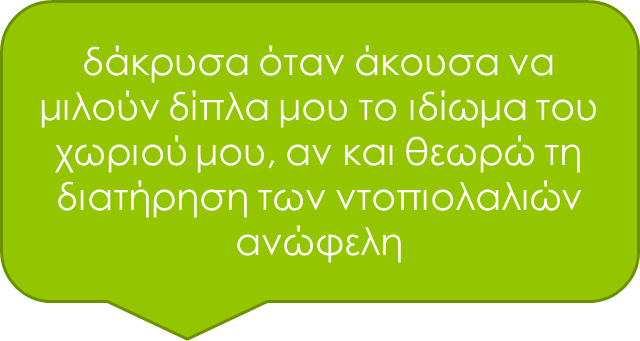 δάκρυσα όταν άκουσα να
μιλούν δίπλα μου το ιδίωμα του
χωριού μου, αν και θεωρώ τη
διατήρηση των ντοπιολαλιών
ανώφελη